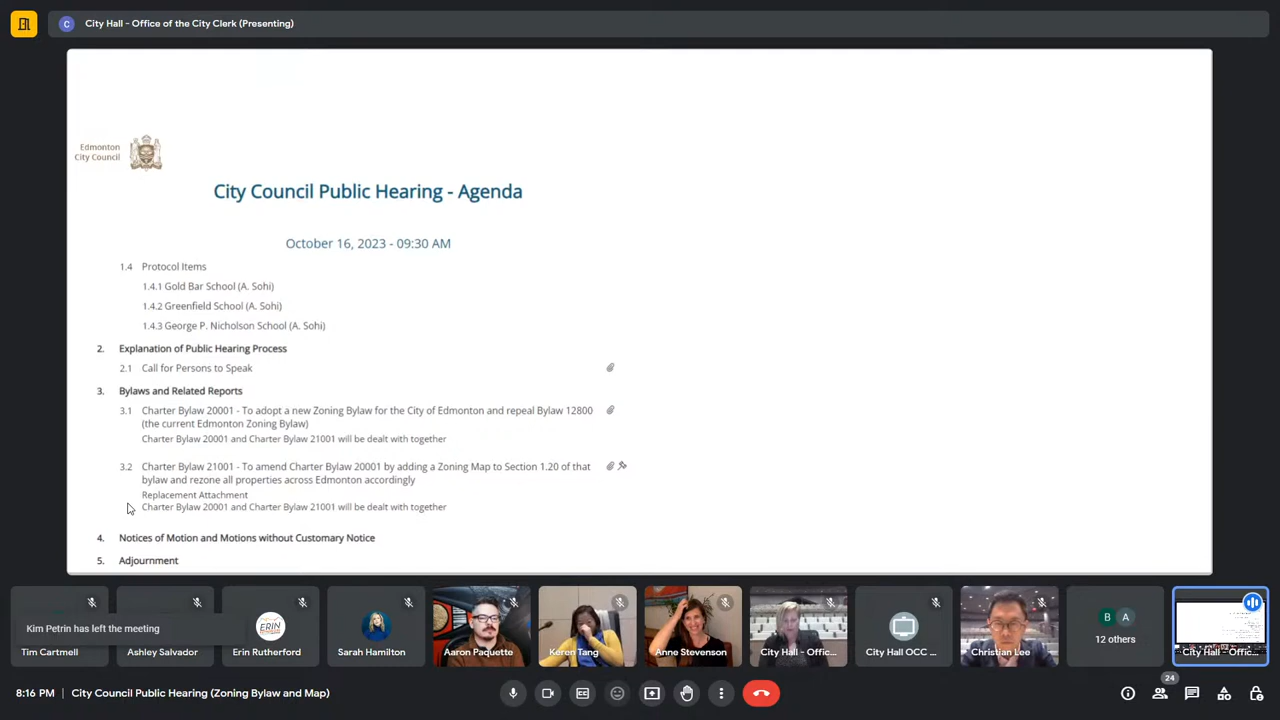 C City Hall - Office of the City Clerk (Presenting)
Edmonton
City Council
City Council Public Hearing - Agenda
October 16, 2023 - 09:30 AM
1.4 Protocol Items
1.4.1 Gold Bar School (A. Sohi)
1.4.2 Greenfield School (A. Sohi)
1.4.3 George P. Nicholson School (A. Sohi)
2. Explanation of Public Hearing Process
2.1 Call for Persons to Speak
3. Bylaws and Related Reports
3.1 Charter Bylaw 20001 - To adopt a new Zoning Bylaw for the City of Edmonton and repeal Bylaw 12800
(the current Edmonton Zoning Bylaw)
Charter Bylaw 20001 and Charter Bylaw 21001 will be dealt with together
3.2 Charter Bylaw 21001 - To amend Charter Bylaw 20001 by adding a Zoning Map to Section 1.20 of that
bylaw and rezone all properties across Edmonton accordingly
Replacement Attachment
Charter Bylaw 20001 and Charter Bylaw 21001 will be dealt with together
4. Notices of Motion and Motions without Customary Notice
5. Adjournment
Kim Petrin has left the meeting
ERIN
B A
12 others
Tim Cartmell
Ashley Salvador
Erin Rutherford
Sarah Hamilton
Aaron Paquette
Keren Tang
Anne Stevenson
City Hall - Offic...
City Hall OCC ...
Christian Lee
City Hall - Offic...
8:16 PM | City Council Public Hearing (Zoning Bylaw and Map)
24